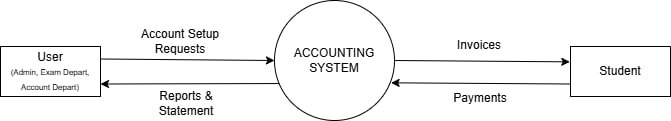 Account Setup
Requests
User
(Admin, Exam Depart,
Account Depart)
Reports &
Statement
ACCOUNTING
SYSTEM
Invoices
Payments
Student